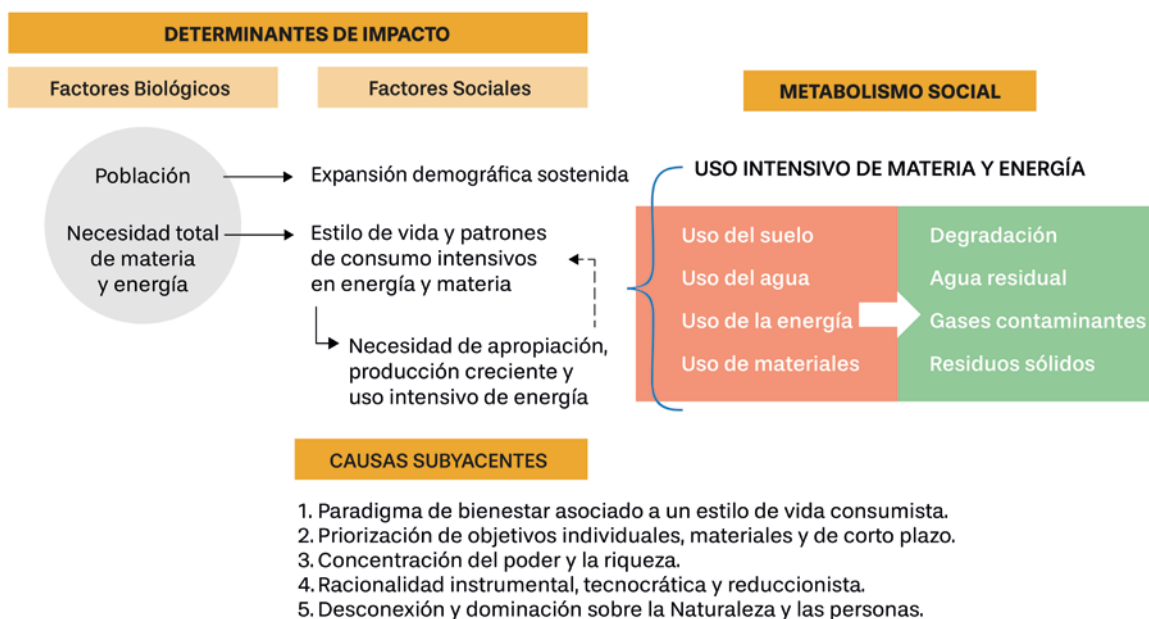 DETERMINANTES DE IMPACTO
Factores Biológicos
Factores Sociales
METABOLISMO SOCIAL
Población
Expansión demográfica sostenida
USO INTENSIVO DE MATERIA Y ENERGÍA
Necesidad total
de materia
y energía
Estilo de vida y patrones
de consumo intensivos
en energía y materia
Necesidad de apropiación,
producción creciente y
uso intensivo de energía
Uso del suelo
Degradación
Uso del agua
Agua residual
Uso de la energía
Gases contaminantes
Uso de materiales
Residuos sólidos
CAUSAS SUBYACENTES
1. Paradigma de bienestar asociado a un estilo de vida consumista.
2. Priorización de objetivos individuales, materiales y de corto plazo.
3. Concentración del poder y la riqueza.
4. Racionalidad instrumental, tecnocrática y reduccionista.
5. Desconexión y dominación sobre la Naturaleza y las personas.